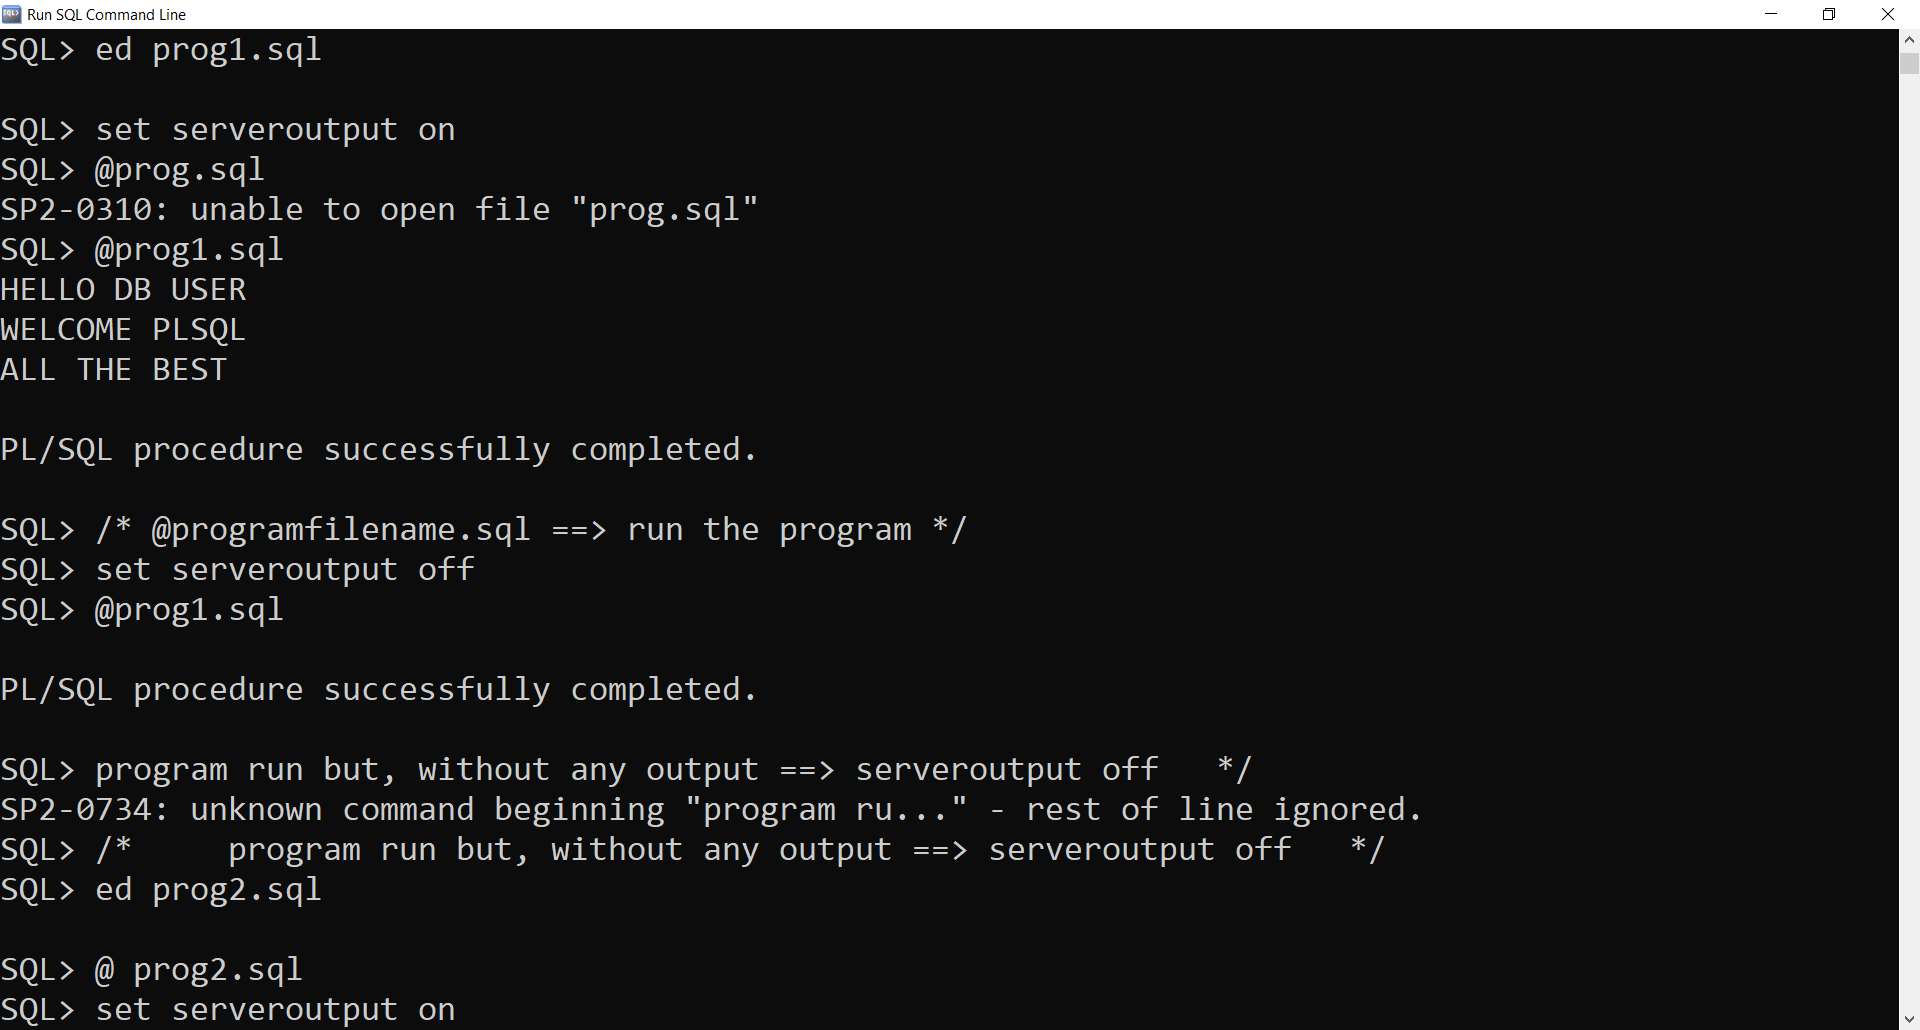 Run SQL Command Line
SQL> ed prog1.sql
SQL> set serveroutput on
SQL> @prog.sql
SP2-0310: unable to open file "prog.sql"
SQL> @prog1.sql
HELLO DB USER
WELCOME PLSQL
ALL THE BEST
PL/SQL procedure successfully completed.
SQL> /* @programfilename.sql ==> run the program */
SQL> set serveroutput off
SQL> @prog1.sql
PL/SQL procedure successfully completed.
SQL> program run but, without any output ==> serveroutput off   */
SP2-0734: unknown command beginning "program ru..." - rest of line ignored.
SQL> /*     program run but, without any output ==> serveroutput off   */
SQL> ed prog2.sql
SQL> @ prog2.sql
SQL> set serveroutput on